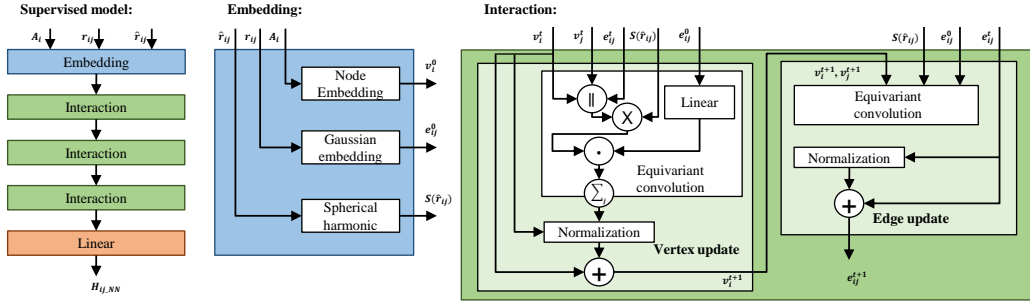 Supervised model:
A_i r_ij r̂_ij
Embedding
Interaction
Interaction
Interaction
Linear
H_ij_NN
Embedding:
r̂_ij r_ij A_i
Node
Embedding
v_i^0
Gaussian
embedding
e_ij^0
Spherical
harmonic
S(r̂_ij)
Interaction:
v_i^t v_j^t e_ij^t S(r̂_ij) e_ij^0
||
X
Linear
·
Equivariant
convolution
∑_j
Normalization
Vertex update
+
v_i^{t+1}
S(r̂_ij) e_ij^0 e_ij^t
v_i^{t+1}, v_j^{t+1}
Equivariant
convolution
Normalization
+
Edge update
e_ij^{t+1}